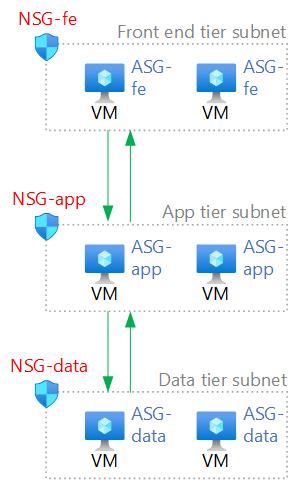 NSG-fe
Front end tier subnet
ASG-
fe
VM
ASG-
fe
VM
NSG-app
App tier subnet
ASG-
app
VM
ASG-
app
VM
NSG-data
Data tier subnet
ASG-
data
VM
ASG-
data
VM